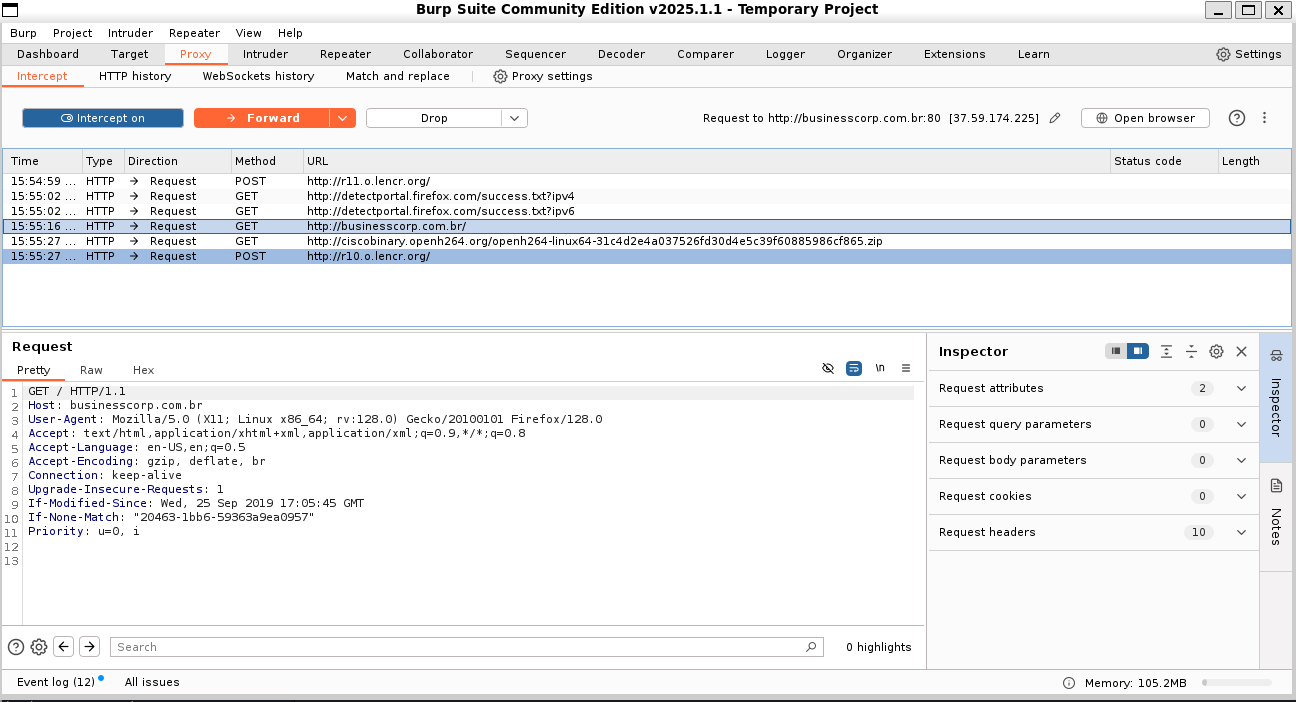 Burp Suite Community Edition v2025.1.1 - Temporary Project
Burp Project Intruder Repeater View Help
Dashboard Target Proxy Intruder Repeater Collaborator Sequencer Decoder Comparer Logger Organizer Extensions Learn Settings
Intercept HTTP history WebSockets history Match and replace Proxy settings
Intercept on Forward Drop Request to http://businesscorp.com.br:80 [37.59.174.225] Open browser
Time Type Direction Method URL Status code Length
15:54:59 ... HTTP → Request POST http://r11.o.lencr.org/
15:55:02 ... HTTP → Request GET http://detectportal.firefox.com/success.txt?ipv4
15:55:02 ... HTTP → Request GET http://detectportal.firefox.com/success.txt?ipv6
15:55:16 ... HTTP → Request GET http://businesscorp.com.br/
15:55:27 ... HTTP → Request GET http://ciscobinary.openh264.org/openh264-linux64-31c4d2e4a037526fd30d4e5c39f60885986cf865.zip
15:55:27 ... HTTP → Request POST http://r10.o.lencr.org/
Request
Pretty Raw Hex \n
1 GET / HTTP/1.1
2 Host: businesscorp.com.br
3 User-Agent: Mozilla/5.0 (X11; Linux x86_64; rv:128.0) Gecko/20100101 Firefox/128.0
4 Accept: text/html,application/xhtml+xml,application/xml;q=0.9,*/*;q=0.8
5 Accept-Language: en-US,en;q=0.5
6 Accept-Encoding: gzip, deflate, br
7 Connection: keep-alive
8 Upgrade-Insecure-Requests: 1
9 If-Modified-Since: Wed, 25 Sep 2019 17:05:45 GMT
10 If-None-Match: "20463-1bb6-59363a9ea0957"
11 Priority: u=0, i
12
13
Search 0 highlights
Inspector
Request attributes 2
Request query parameters 0
Request body parameters 0
Request cookies 0
Request headers 10
Inspector
Notes
Event log (12) All issues Memory: 105.2MB